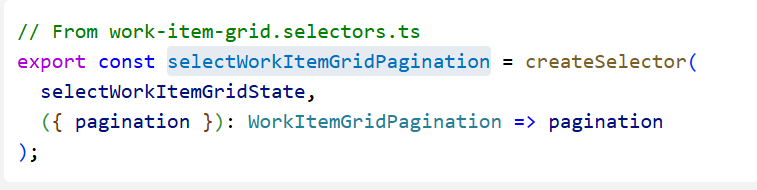 // From work-item-grid.selectors.ts
export const selectWorkItemGridPagination = createSelector(
  selectWorkItemGridState,
  ({ pagination }): WorkItemGridPagination => pagination
);